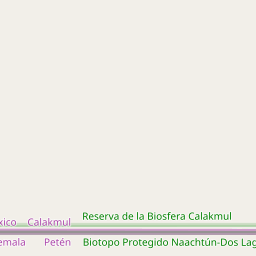 Reserva de la Biosfera Calakmul
xico Calakmul
emala Petén Biotopo Protegido Naachtún-Dos Lag